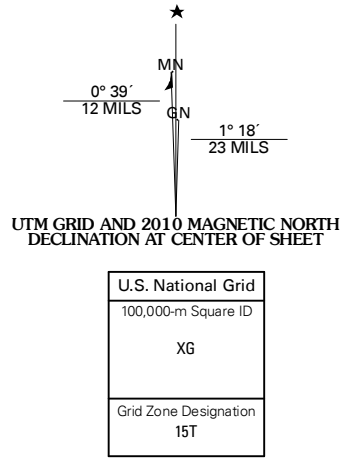 ★
MN
0° 39´
12 MILS
GN
1° 18´
23 MILS
UTM GRID AND 2010 MAGNETIC NORTH
DECLINATION AT CENTER OF SHEET
U.S. National Grid
100,000-m Square ID
XG
Grid Zone Designation
15T